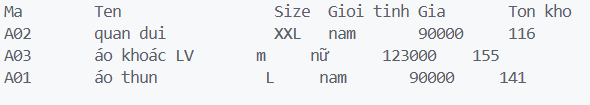 Ma Ten Size Gioi tinh Gia Ton kho
A02 quan dui XXL nam 90000 116
A03 áo khoác LV m nữ 123000 155
A01 áo thun L nam 90000 141